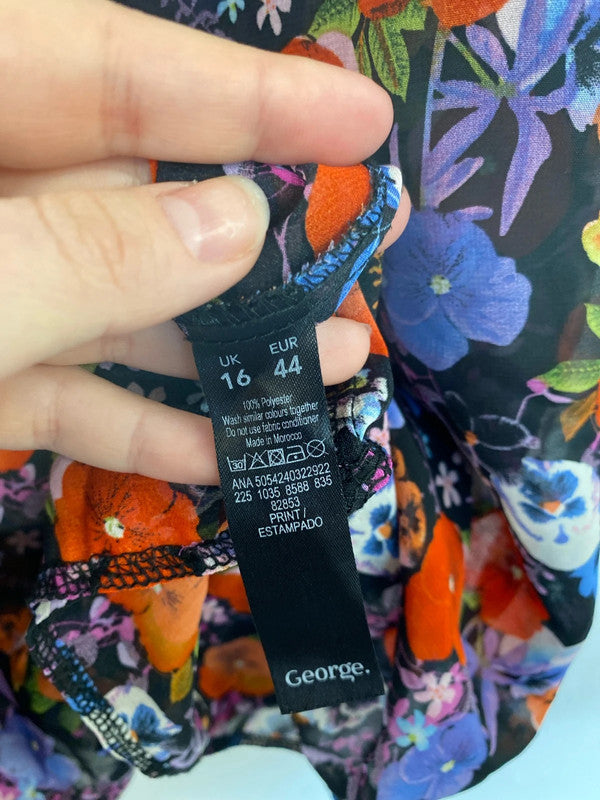 UK EUR
16 44
100% Polyester
Wash similar colours together
Do not use fabric conditioner
Made in Morocco
30
ANA 5054240322922
225 1035 8588 835
82853
PRINT /
ESTAMPADO
George.